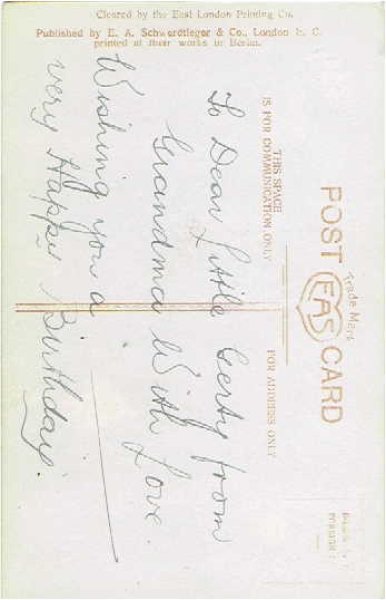 Cleared by the East London Printing Co.
Published by E. A. Schwerdtfeger & Co., London E. C.
printed at their works in Berlin.
POST CARD
Trade Mark
EAS
THIS SPACE
IS FOR COMMUNICATION ONLY
FOR ADDRESS ONLY
To Dear Little Gerty from
Grandma With Love.
Wishing you a
very Happy Birthday.